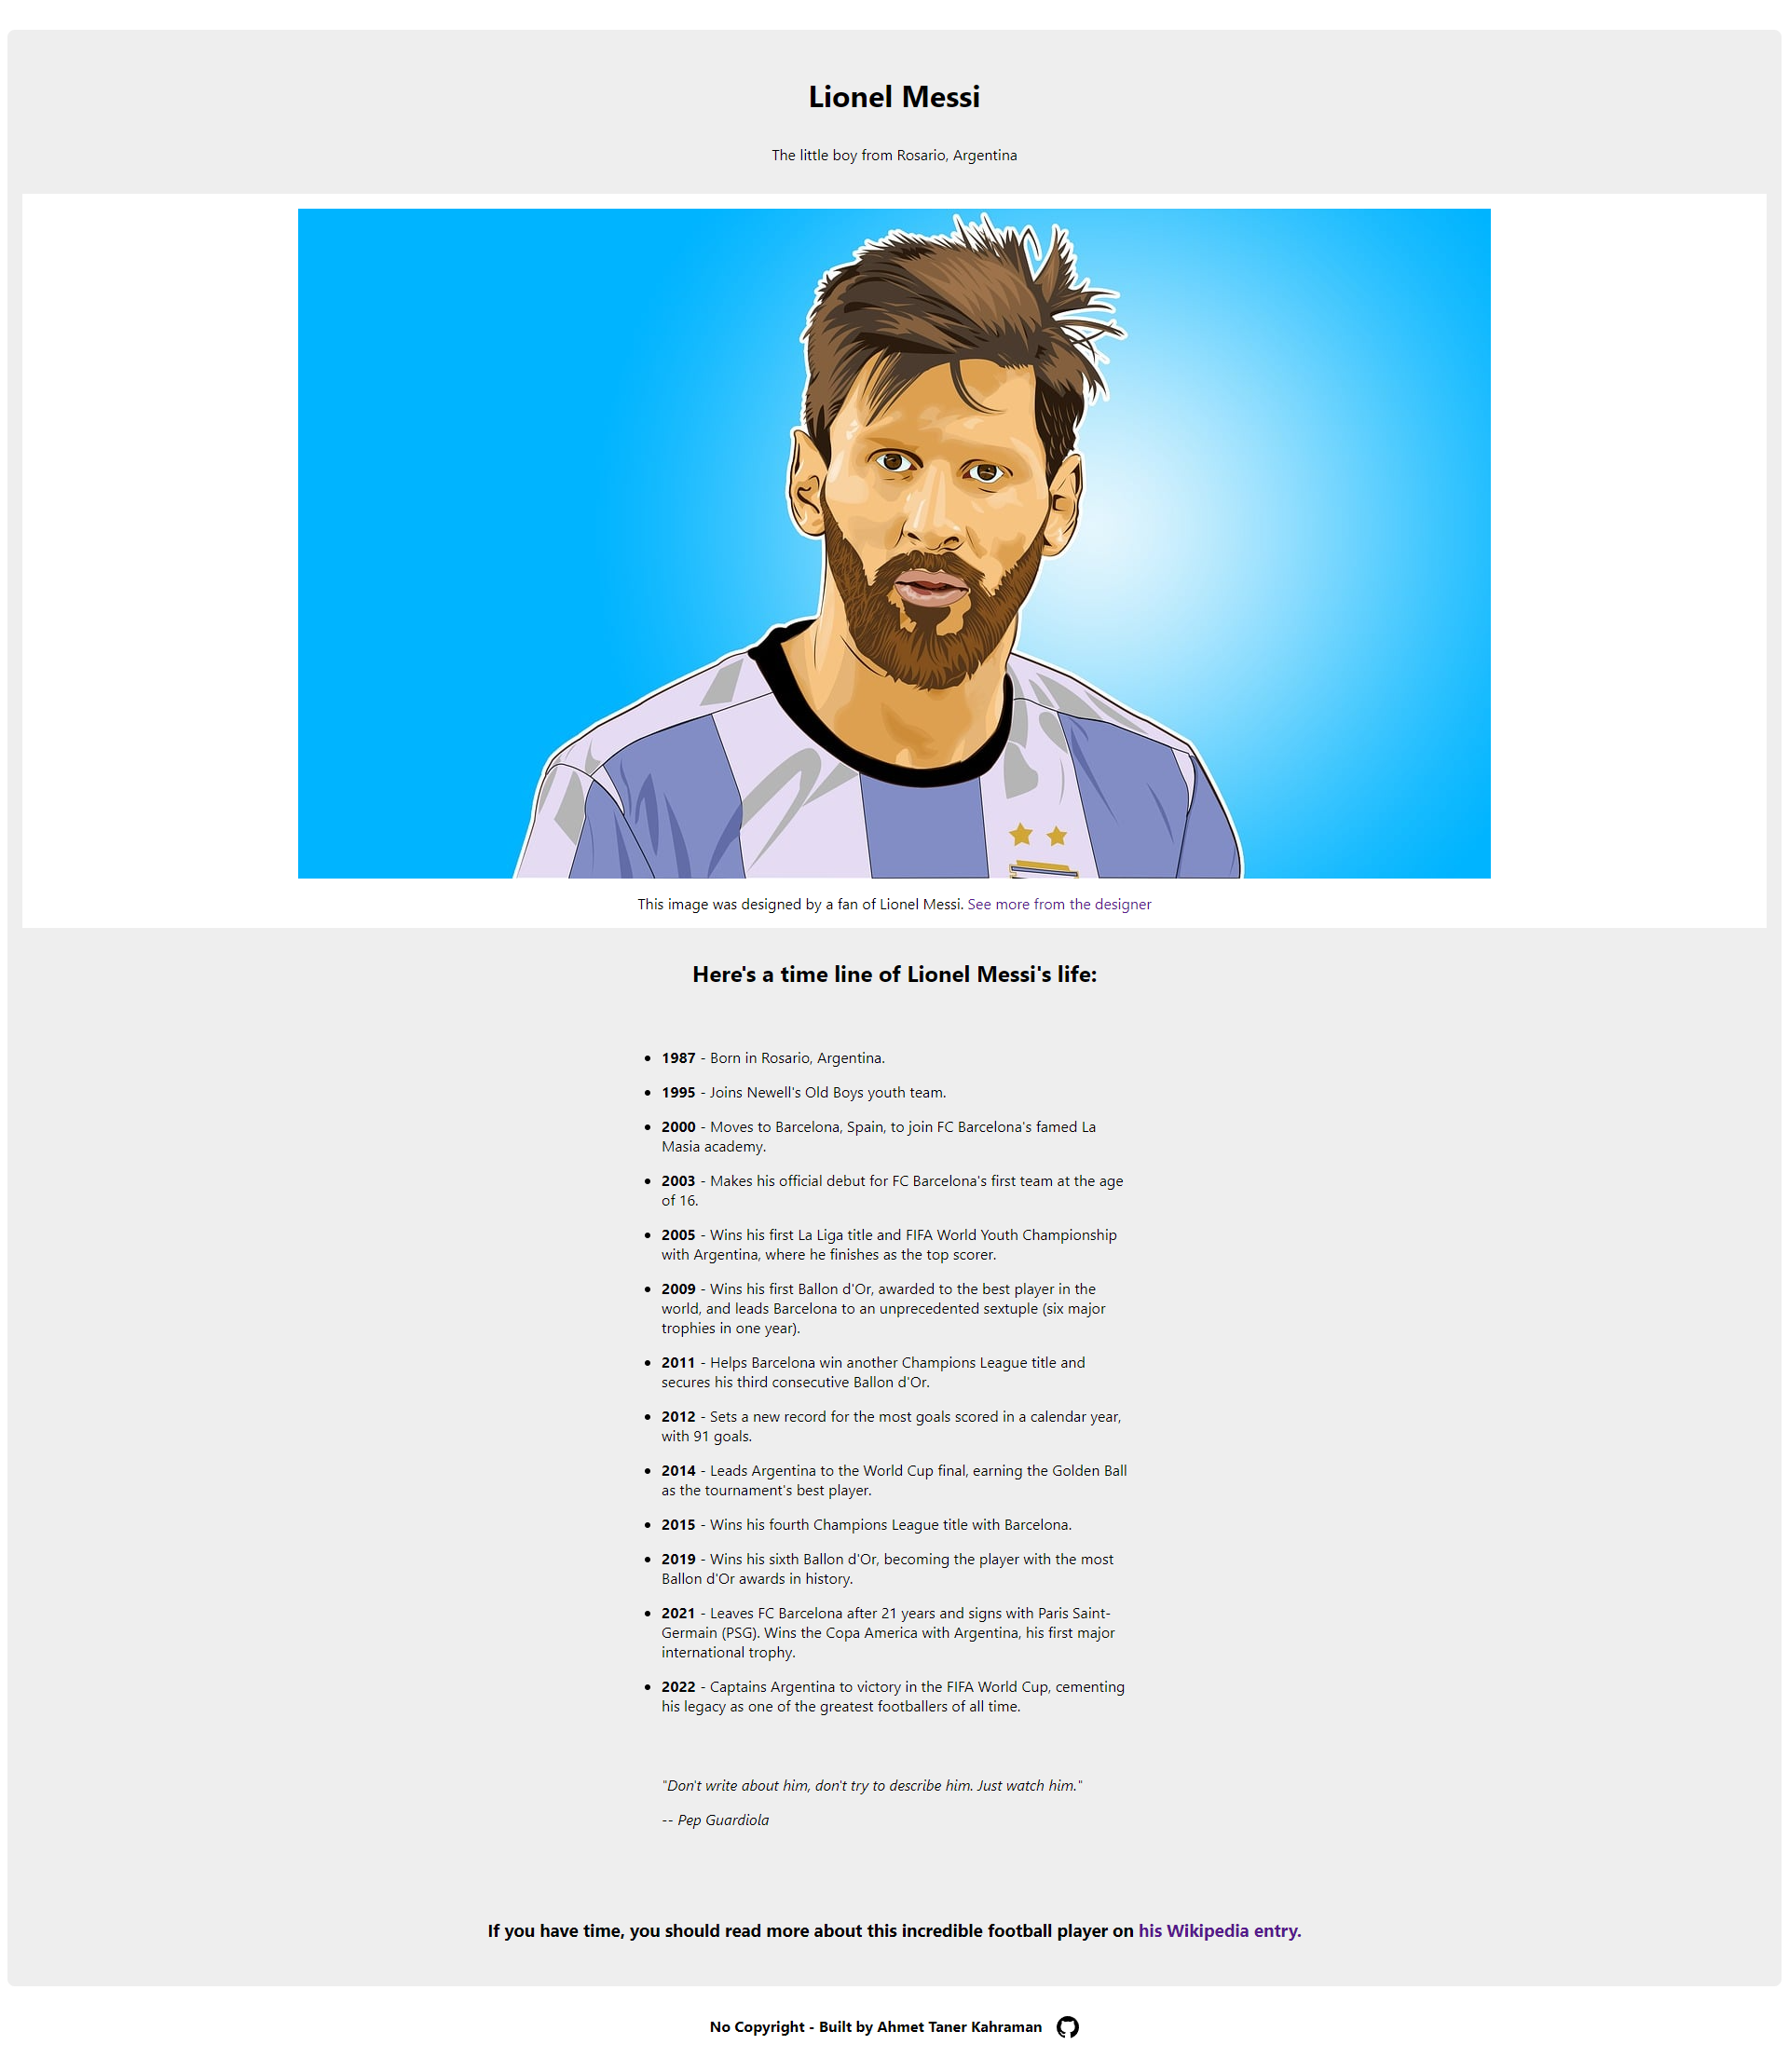 Lionel Messi
The little boy from Rosario, Argentina
This image was designed by a fan of Lionel Messi. See more from the designer
Here's a time line of Lionel Messi's life:
• 1987 - Born in Rosario, Argentina.
• 1995 - Joins Newell's Old Boys youth team.
• 2000 - Moves to Barcelona, Spain, to join FC Barcelona's famed La
Masia academy.
• 2003 - Makes his official debut for FC Barcelona's first team at the age
of 16.
• 2005 - Wins his first La Liga title and FIFA World Youth Championship
with Argentina, where he finishes as the top scorer.
• 2009 - Wins his first Ballon d'Or, awarded to the best player in the
world, and leads Barcelona to an unprecedented sextuple (six major
trophies in one year).
• 2011 - Helps Barcelona win another Champions League title and
secures his third consecutive Ballon d'Or.
• 2012 - Sets a new record for the most goals scored in a calendar year,
with 91 goals.
• 2014 - Leads Argentina to the World Cup final, earning the Golden Ball
as the tournament's best player.
• 2015 - Wins his fourth Champions League title with Barcelona.
• 2019 - Wins his sixth Ballon d'Or, becoming the player with the most
Ballon d'Or awards in history.
• 2021 - Leaves FC Barcelona after 21 years and signs with Paris Saint-
Germain (PSG). Wins the Copa America with Argentina, his first major
international trophy.
• 2022 - Captains Argentina to victory in the FIFA World Cup, cementing
his legacy as one of the greatest footballers of all time.
"Don't write about him, don't try to describe him. Just watch him."
-- Pep Guardiola
If you have time, you should read more about this incredible football player on his Wikipedia entry.
No Copyright - Built by Ahmet Taner Kahraman